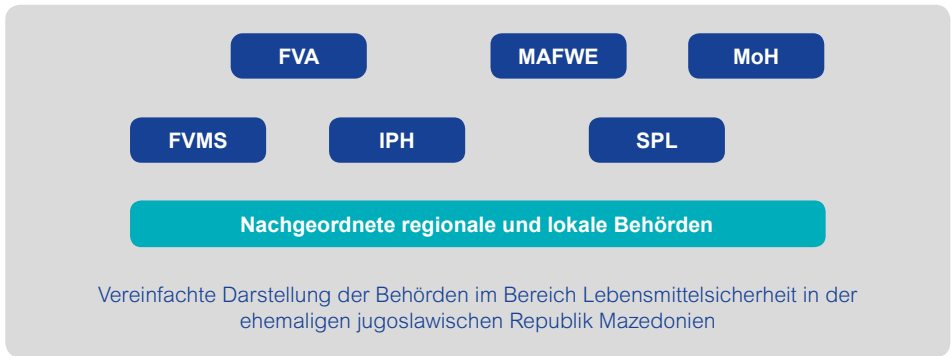 FVA MAFWE MoH
FVMS IPH SPL
Nachgeordnete regionale und lokale Behörden
Vereinfachte Darstellung der Behörden im Bereich Lebensmittelsicherheit in der
ehemaligen jugoslawischen Republik Mazedonien